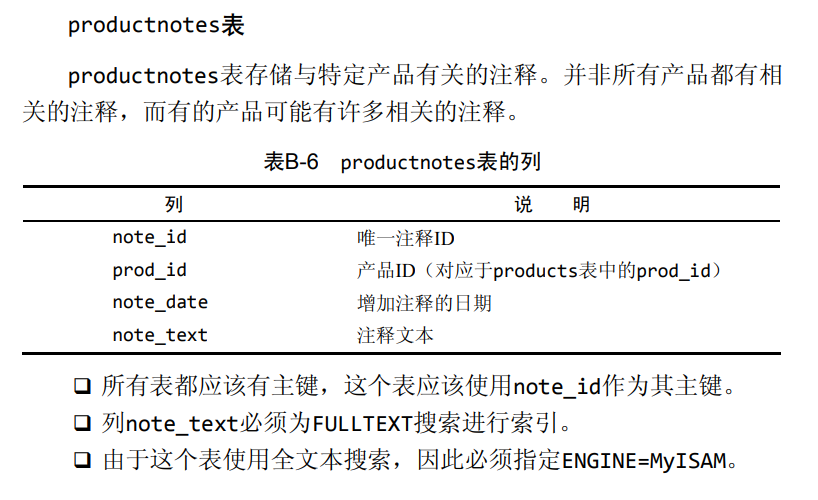 productnotes表
productnotes表存储与特定产品有关的注释。并非所有产品都有相
关的注释，而有的产品可能有许多相关的注释。
表B-6 productnotes表的列
列 说 明
note_id 唯一注释ID
prod_id 产品ID（对应于products表中的prod_id）
note_date 增加注释的日期
note_text 注释文本
❑ 所有表都应该有主键，这个表应该使用note_id作为其主键。
❑ 列note_text必须为FULLTEXT搜索进行索引。
❑ 由于这个表使用全文本搜索，因此必须指定ENGINE=MyISAM。